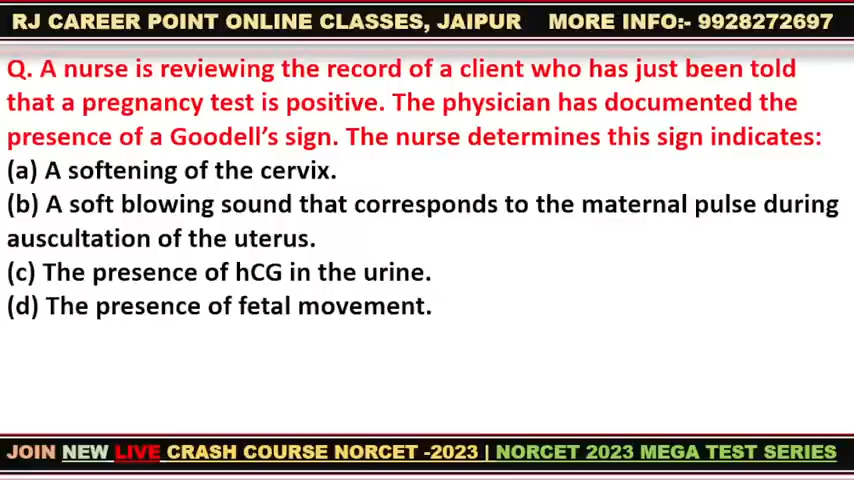 RJ CAREER POINT ONLINE CLASSES, JAIPUR MORE INFO:- 9928272697
Q. A nurse is reviewing the record of a client who has just been told
that a pregnancy test is positive. The physician has documented the
presence of a Goodell’s sign. The nurse determines this sign indicates:
(a) A softening of the cervix.
(b) A soft blowing sound that corresponds to the maternal pulse during
auscultation of the uterus.
(c) The presence of hCG in the urine.
(d) The presence of fetal movement.
JOIN NEW LIVE CRASH COURSE NORCET -2023 | NORCET 2023 MEGA TEST SERIES